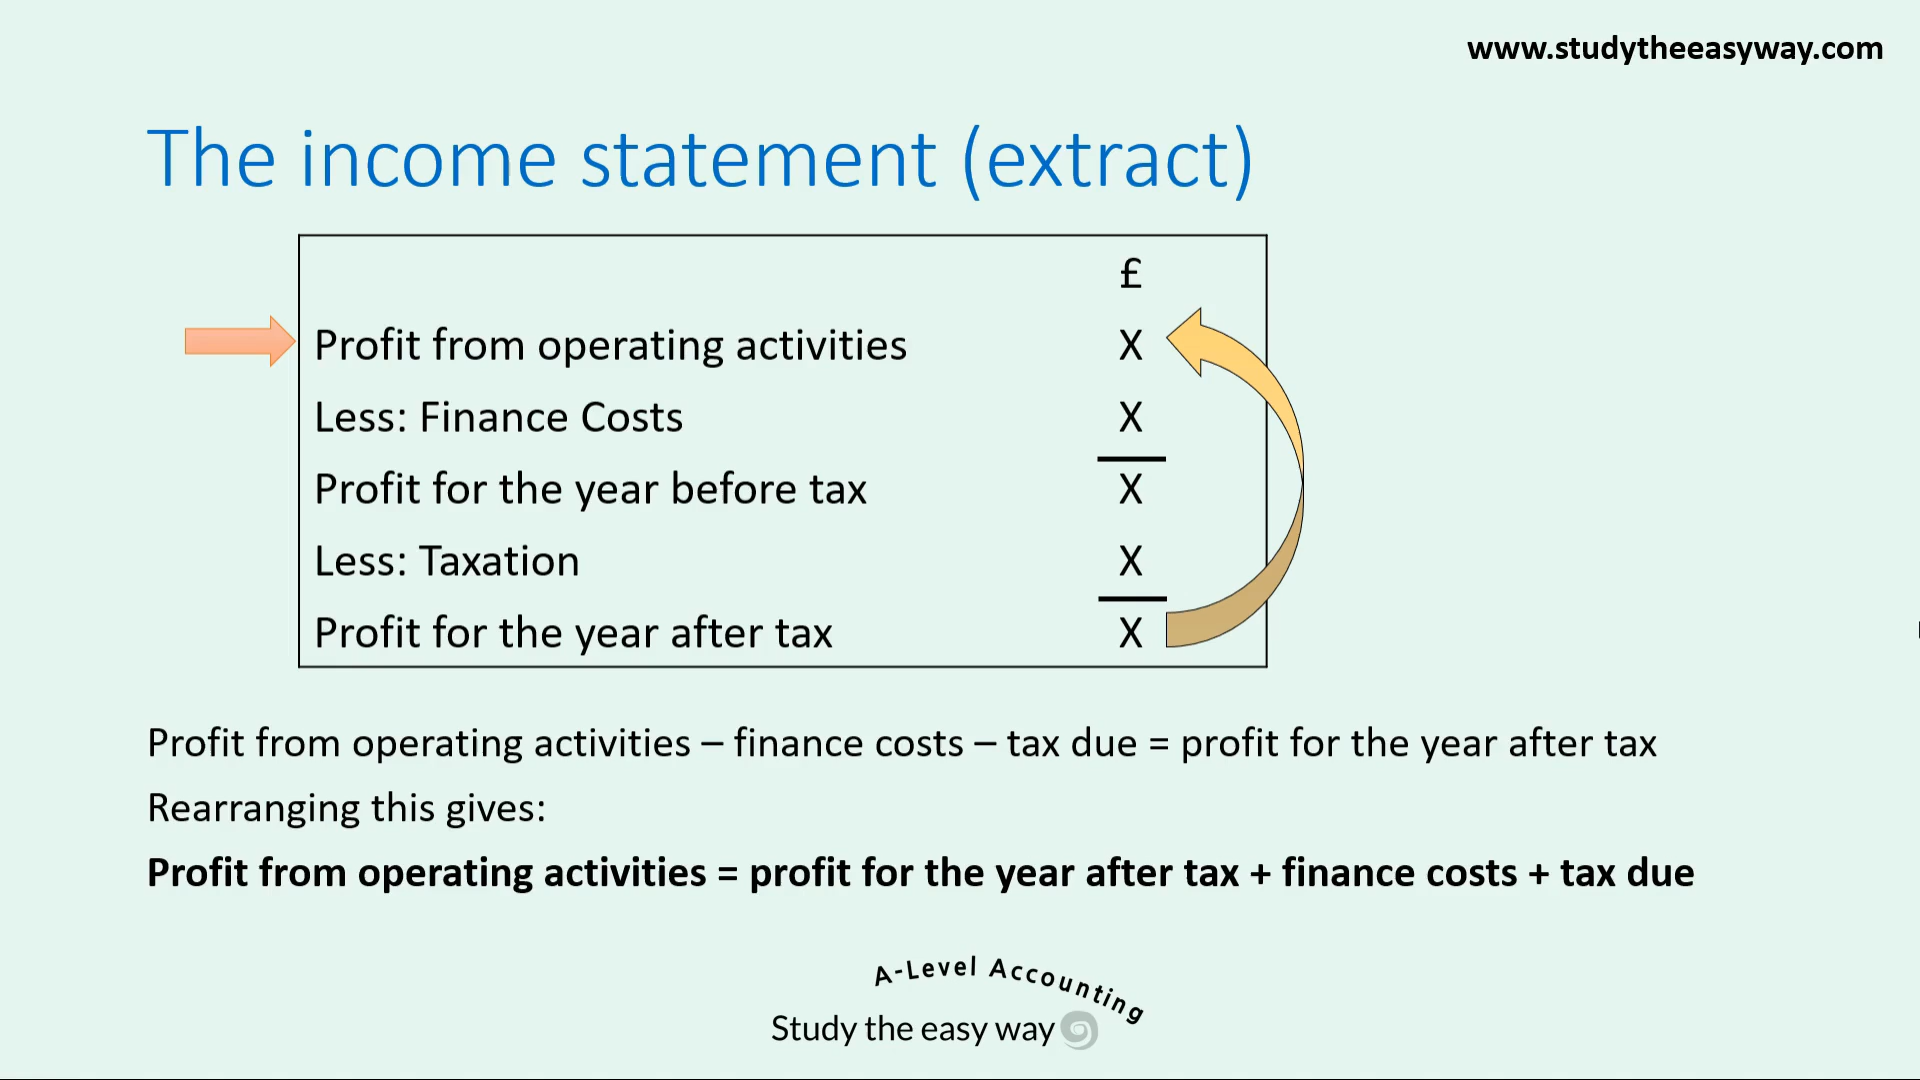 www.studytheeasyway.com
The income statement (extract)
£
Profit from operating activities X
Less: Finance Costs X
Profit for the year before tax X
Less: Taxation X
Profit for the year after tax X
Profit from operating activities – finance costs – tax due = profit for the year after tax
Rearranging this gives:
Profit from operating activities = profit for the year after tax + finance costs + tax due
A-Level Accounting
Study the easy way